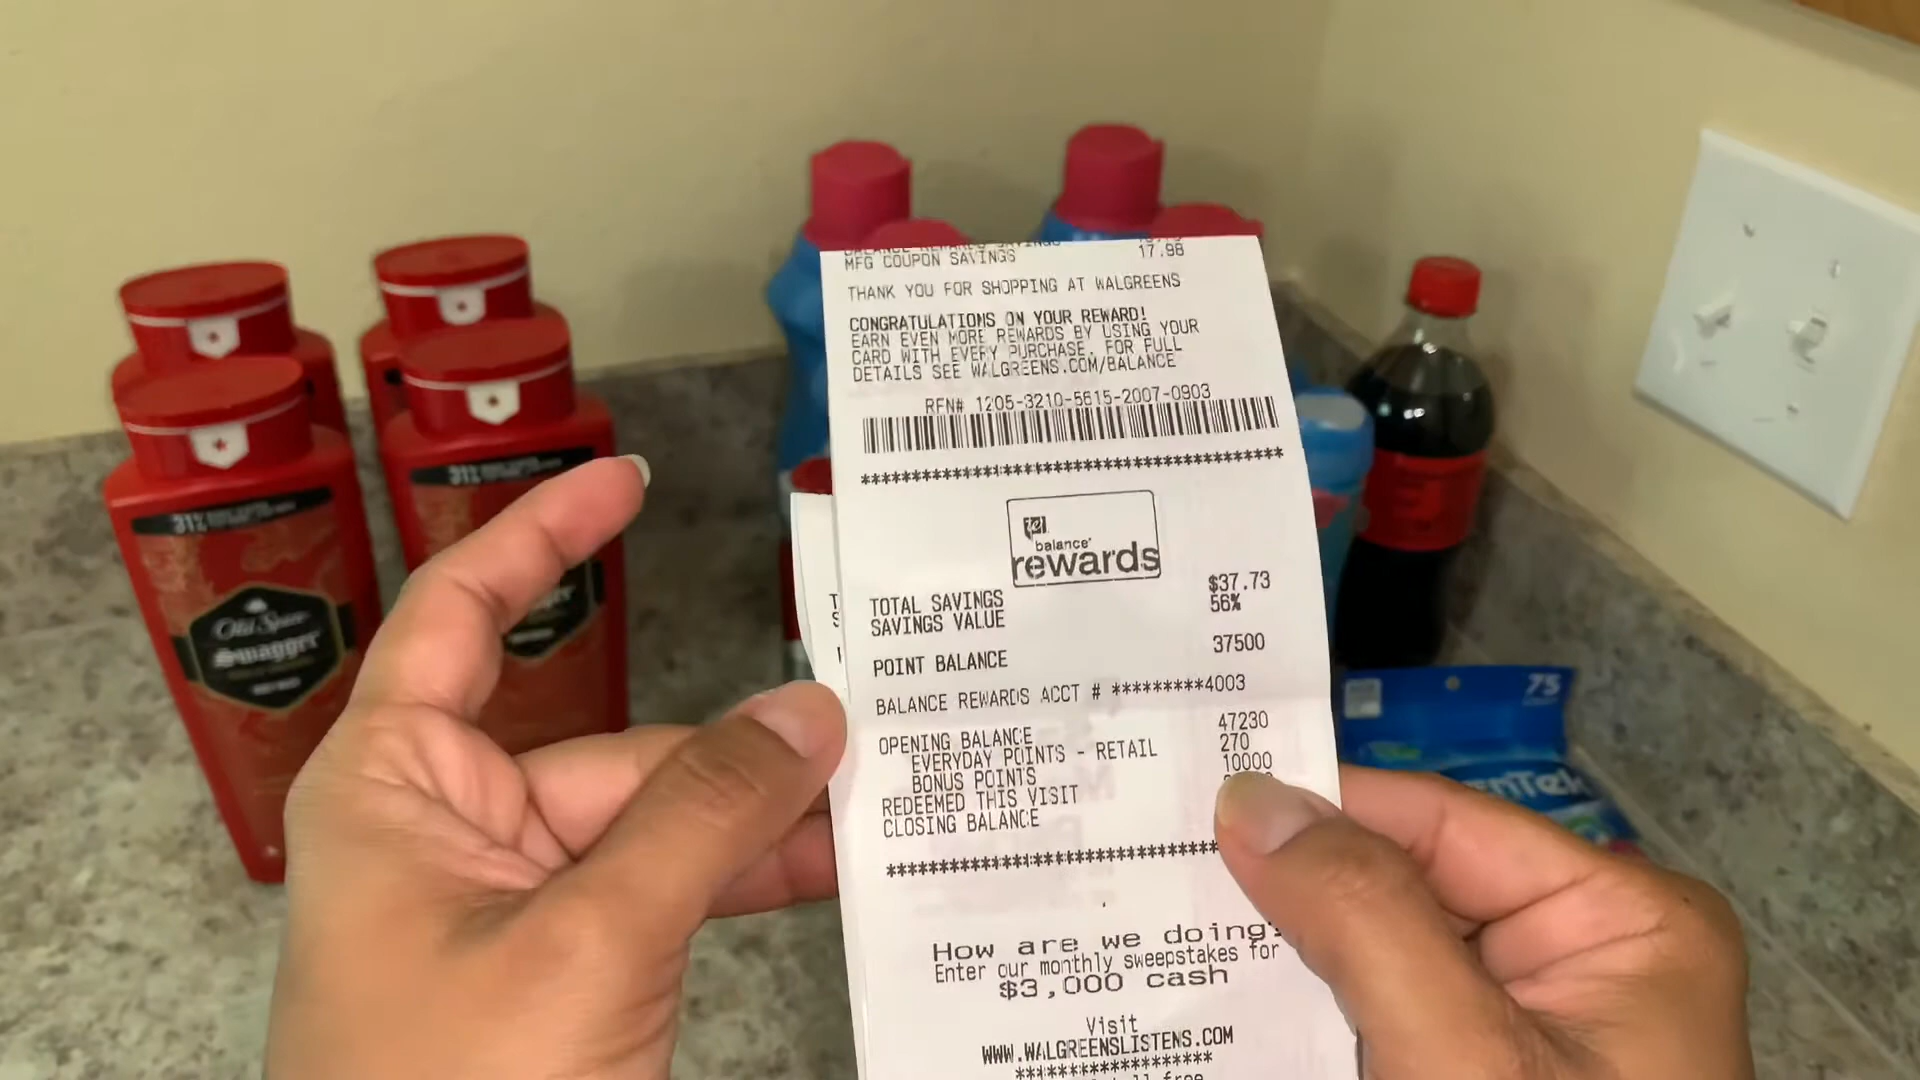 MFG COUPON SAVINGS 17.98
THANK YOU FOR SHOPPING AT WALGREENS
CONGRATULATIONS ON YOUR REWARD!
EARN EVEN MORE REWARDS BY USING YOUR
CARD WITH EVERY PURCHASE. FOR FULL
DETAILS SEE WALGREENS.COM/BALANCE
RFN# 1205-3210-5615-2007-0903
****************************************
balance
rewards
TOTAL SAVINGS $37.73
SAVINGS VALUE 56%
POINT BALANCE 37500
BALANCE REWARDS ACCT # *********4003
OPENING BALANCE 47230
EVERYDAY POINTS - RETAIL 270
BONUS POINTS 10000
REDEEMED THIS VISIT
CLOSING BALANCE
How are we doing?
Enter our monthly sweepstakes for
$3,000 cash
Visit
WWW.WALGREENSLISTENS.COM
Old Spice
Swagger
75